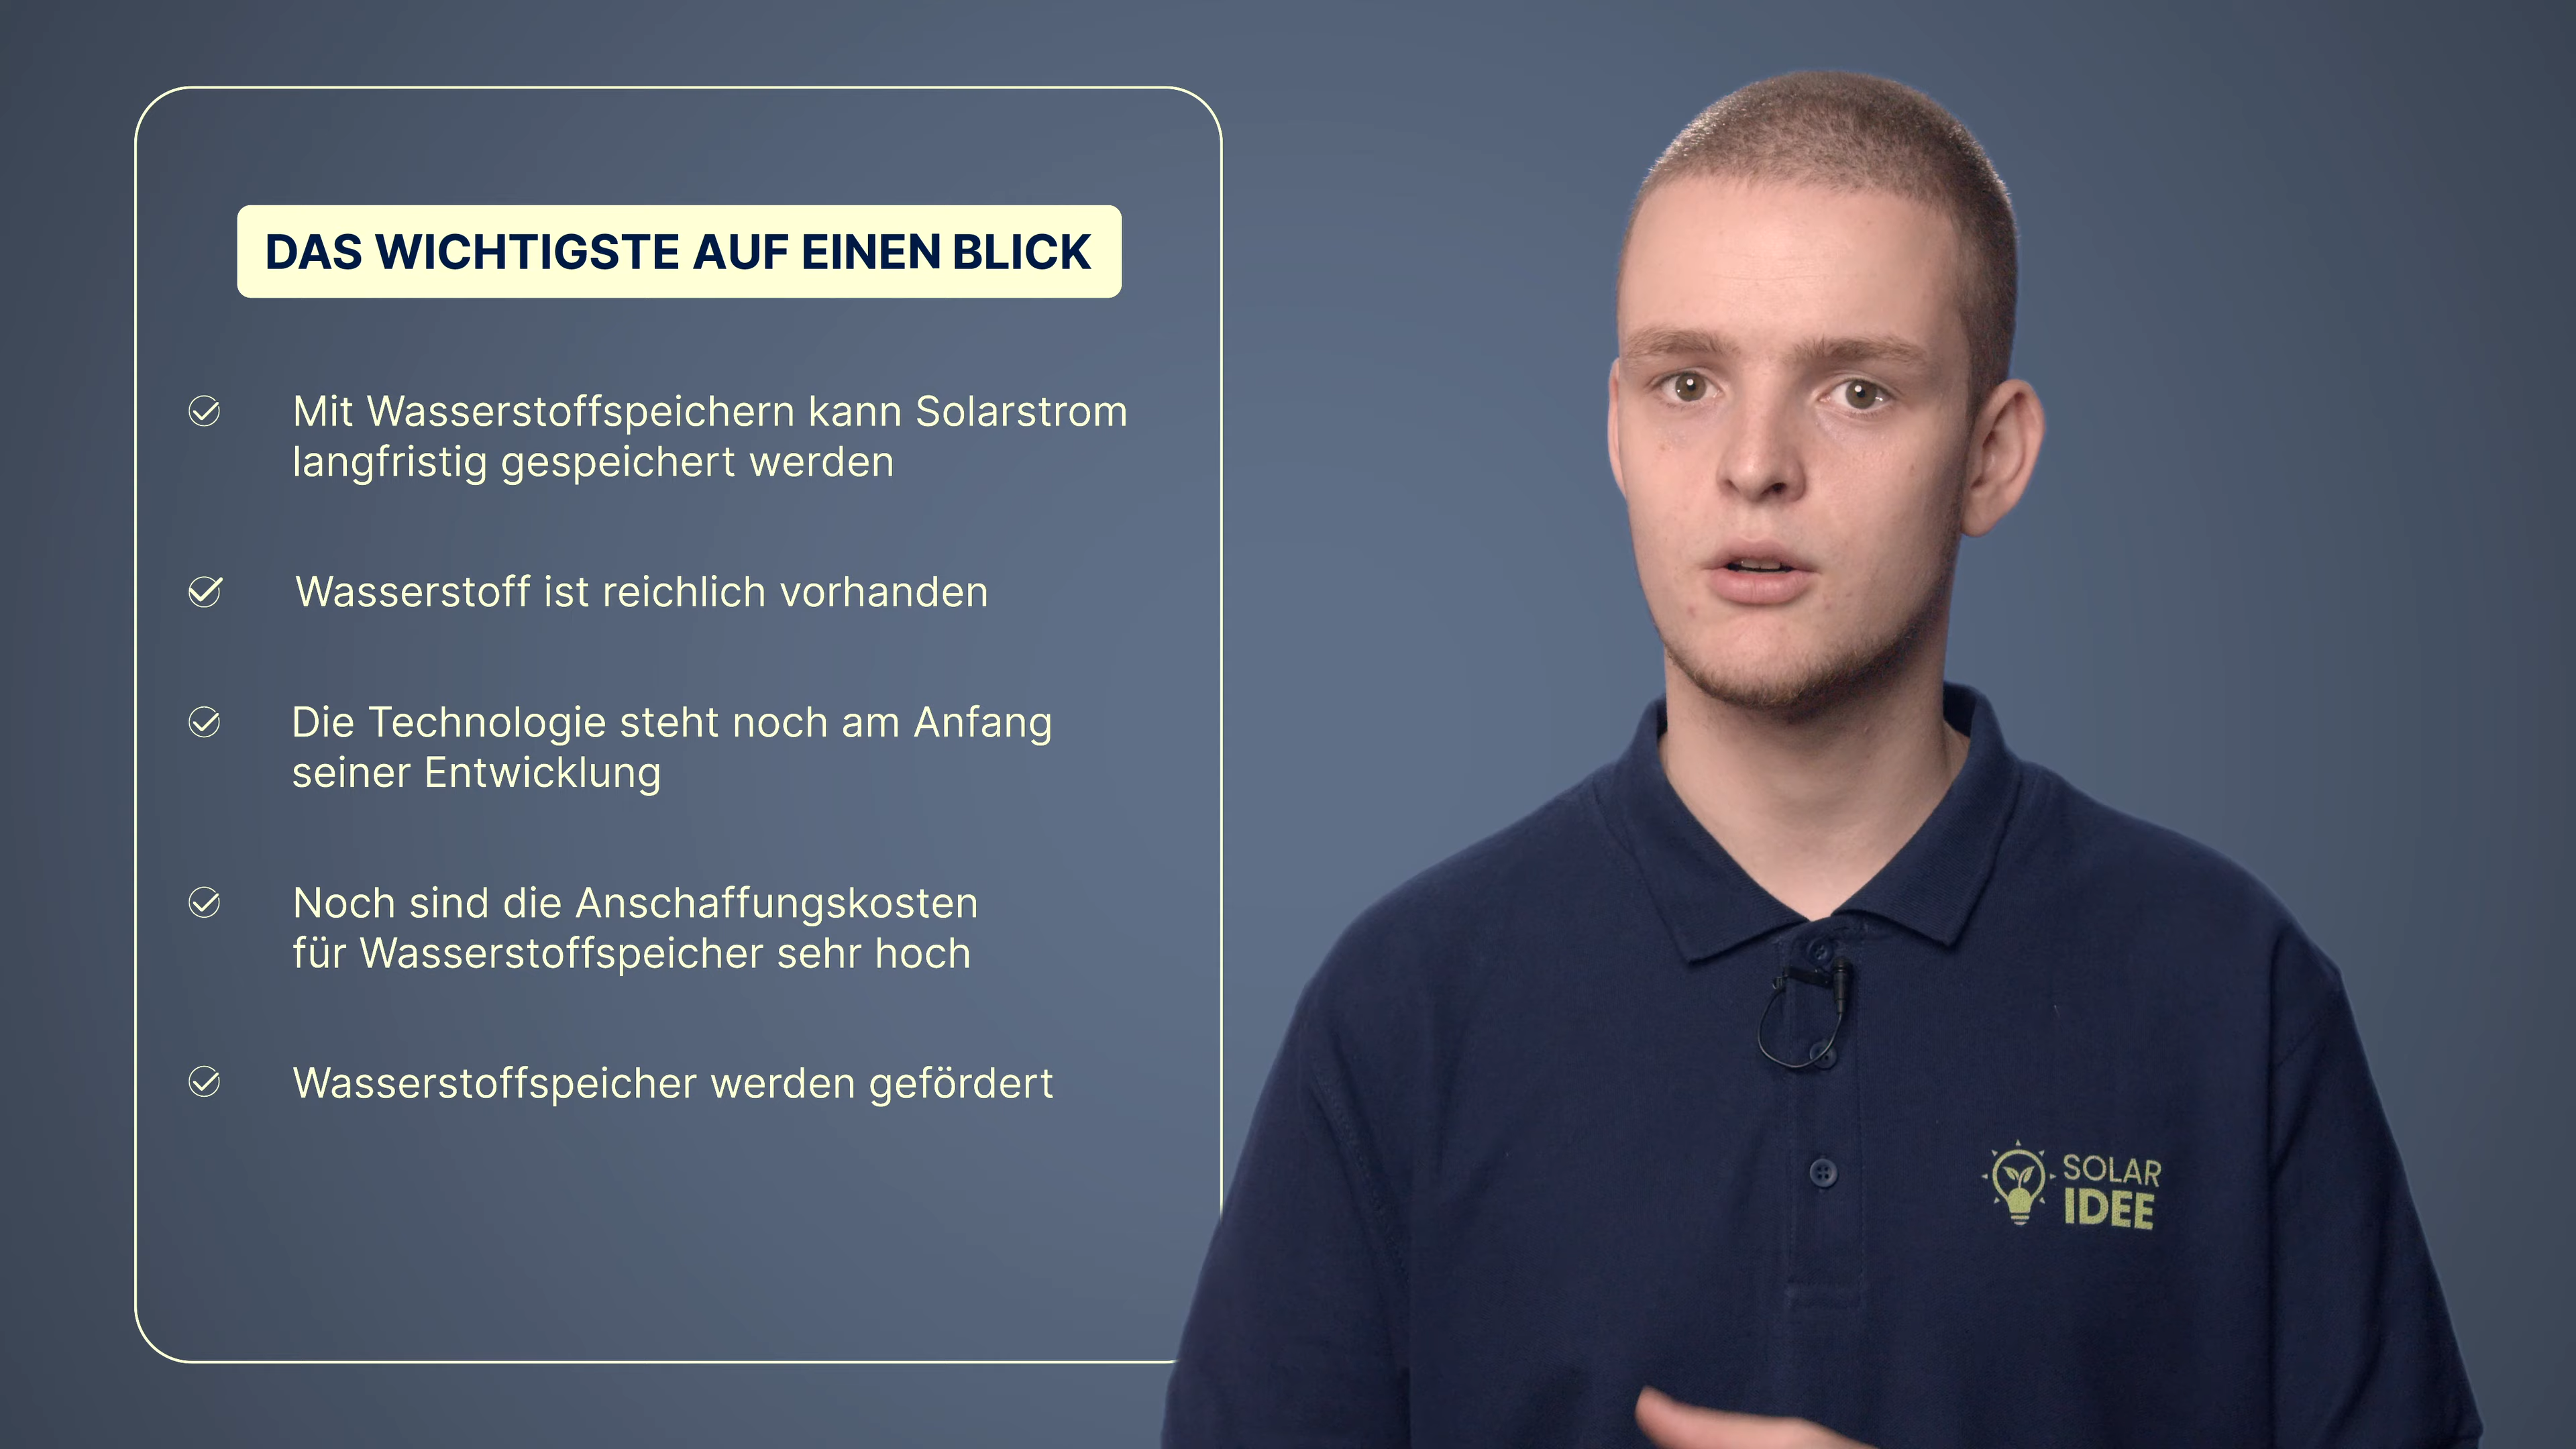 DAS WICHTIGSTE AUF EINEN BLICK
Mit Wasserstoffspeichern kann Solarstrom
langfristig gespeichert werden
Wasserstoff ist reichlich vorhanden
Die Technologie steht noch am Anfang
seiner Entwicklung
Noch sind die Anschaffungskosten
für Wasserstoffspeicher sehr hoch
Wasserstoffspeicher werden gefördert
SOLAR
IDEE